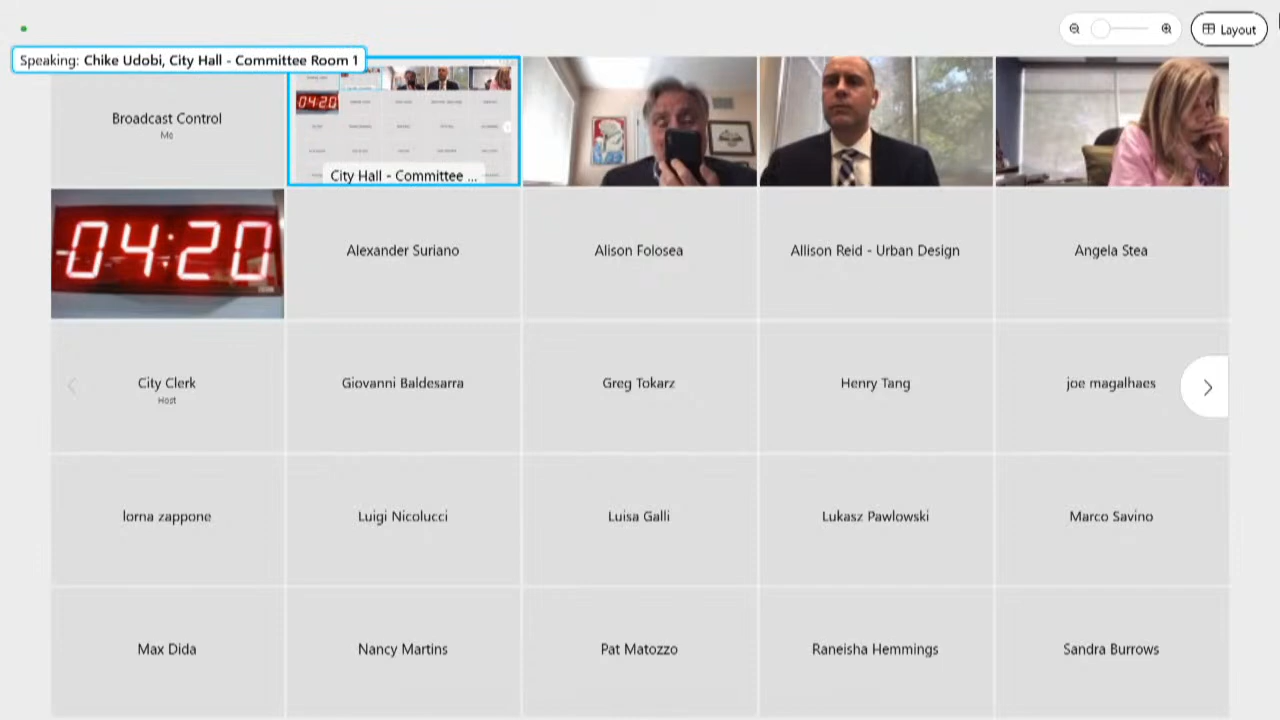 Layout
Speaking: Chike Udobi, City Hall - Committee Room 1
Broadcast Control
Me
04:20
City Hall - Committee ...
04:20
Alexander Suriano
Alison Folosea
Allison Reid - Urban Design
Angela Stea
City Clerk
Host
Giovanni Baldesarra
Greg Tokarz
Henry Tang
joe magalhaes
lorna zappone
Luigi Nicolucci
Luisa Galli
Lukasz Pawlowski
Marco Savino
Max Dida
Nancy Martins
Pat Matozzo
Raneisha Hemmings
Sandra Burrows